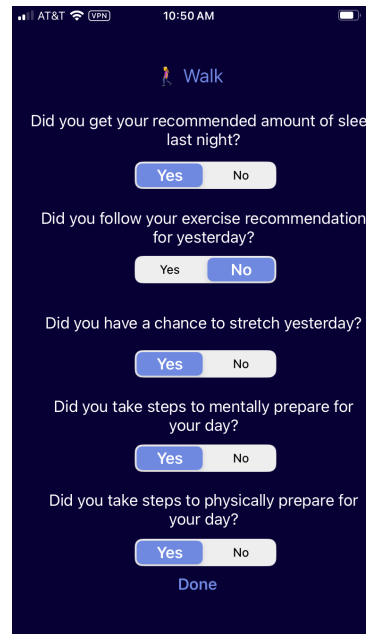 AT&T VPN 10:50 AM
Walk
Did you get your recommended amount of slee
last night?
Yes No
Did you follow your exercise recommendation
for yesterday?
Yes No
Did you have a chance to stretch yesterday?
Yes No
Did you take steps to mentally prepare for
your day?
Yes No
Did you take steps to physically prepare for
your day?
Yes No
Done